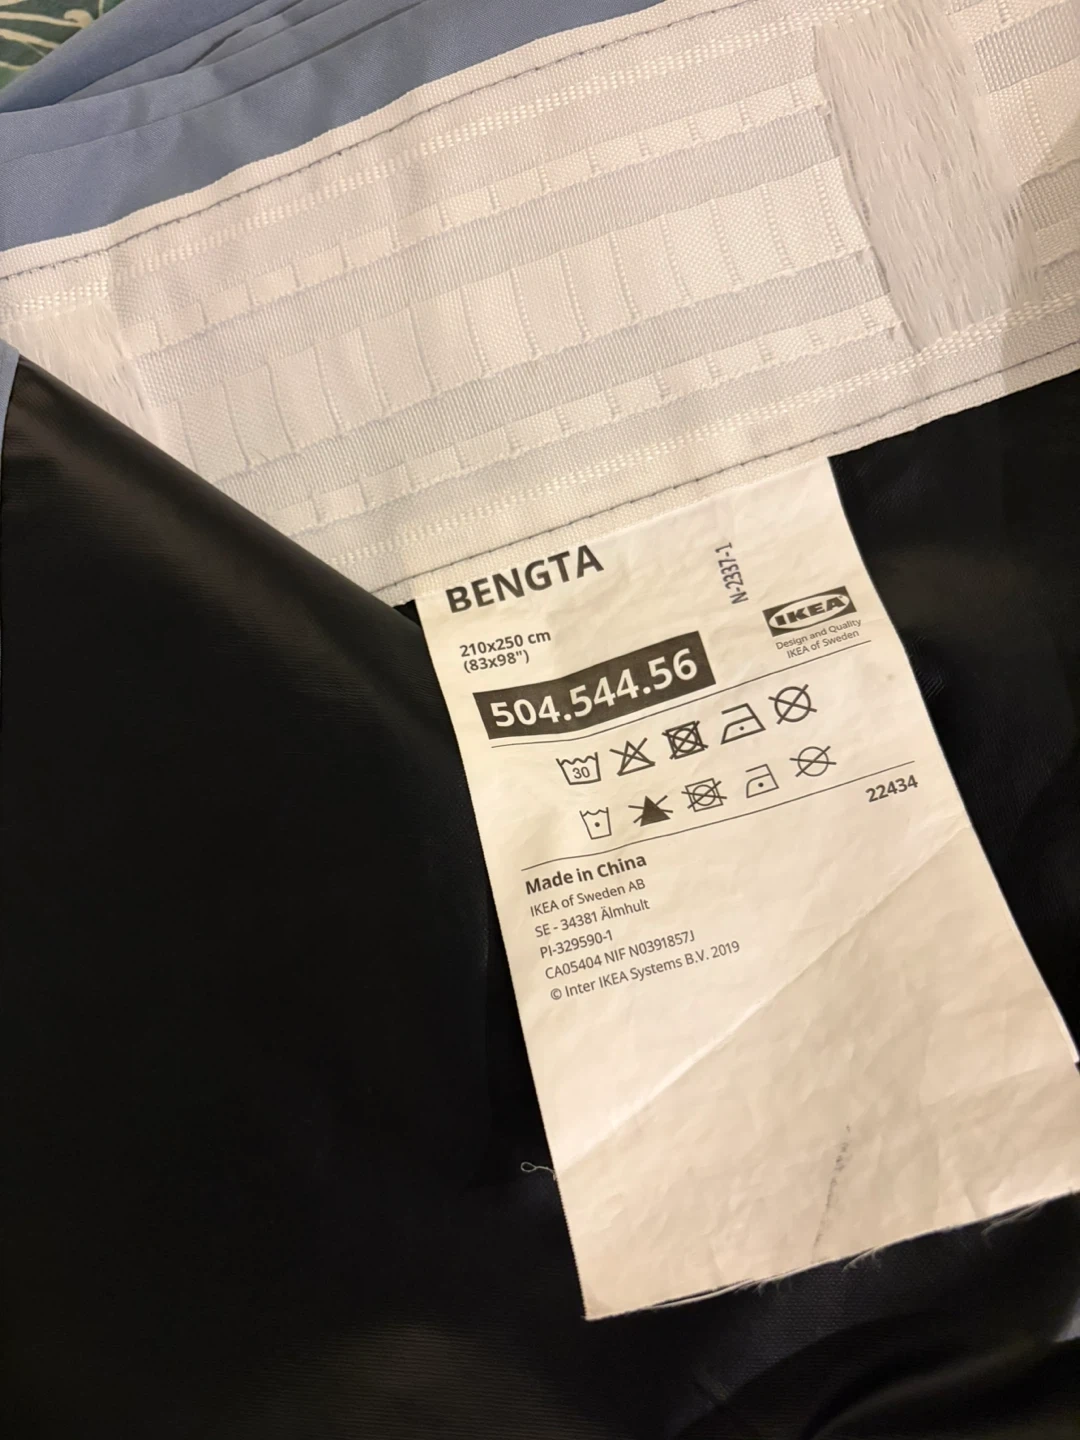 BENGTA
N-2337-1
210x250 cm
(83x98")
IKEA
Design and Quality
IKEA of Sweden
504.544.56
30
22434
Made in China
IKEA of Sweden AB
SE - 34381 Älmhult
PI-329590-1
CA05404 NIF N0391857J
© Inter IKEA Systems B.V. 2019